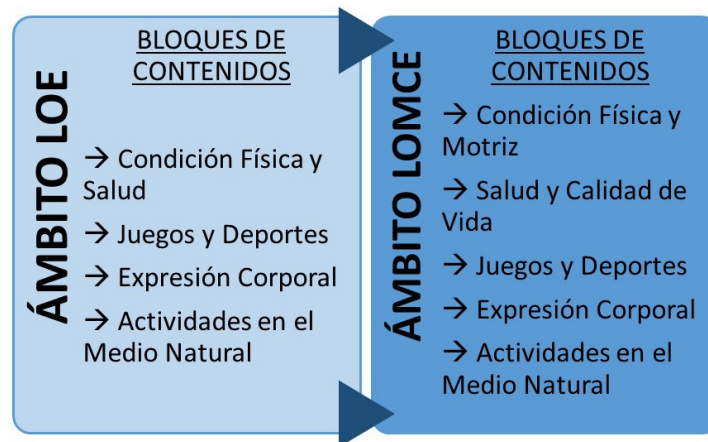 ÁMBITO LOE
BLOQUES DE
CONTENIDOS
→ Condición Física y
Salud
→ Juegos y Deportes
→ Expresión Corporal
→ Actividades en el
Medio Natural
ÁMBITO LOMCE
BLOQUES DE
CONTENIDOS
→ Condición Física y
Motriz
→ Salud y Calidad de
Vida
→ Juegos y Deportes
→ Expresión Corporal
→ Actividades en el
Medio Natural